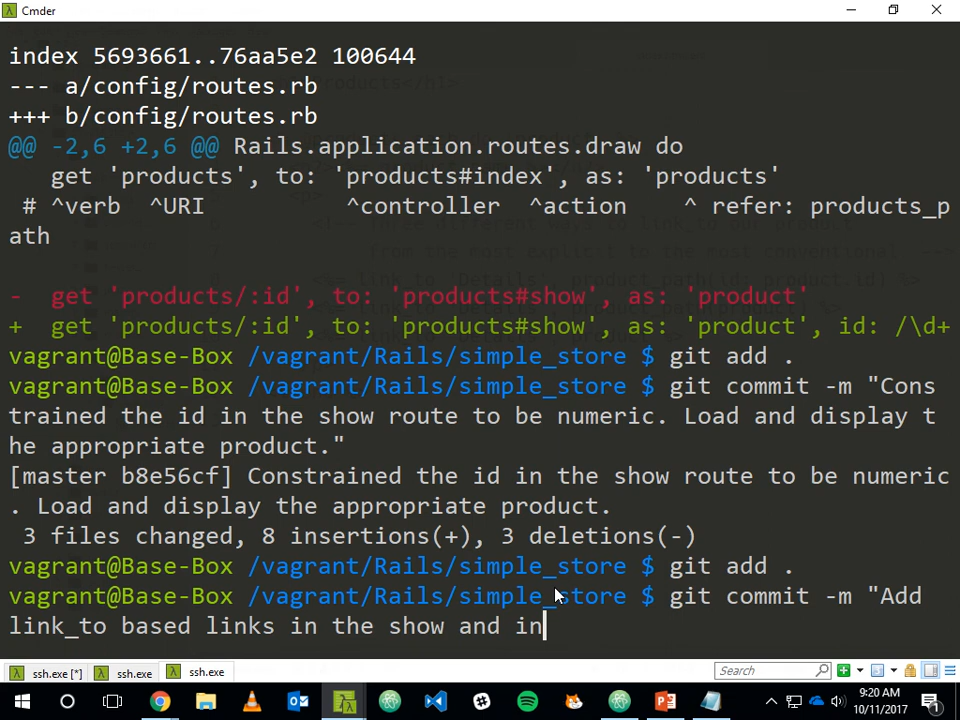 Cmder
index 5693661..76aa5e2 100644
--- a/config/routes.rb
+++ b/config/routes.rb
@@ -2,6 +2,6 @@ Rails.application.routes.draw do
get 'products', to: 'products#index', as: 'products'
# ^verb ^URI ^controller ^action ^ refer: products_p
ath
- get 'products/:id', to: 'products#show', as: 'product'
+ get 'products/:id', to: 'products#show', as: 'product', id: /\d+
vagrant@Base-Box /vagrant/Rails/simple_store $ git add .
vagrant@Base-Box /vagrant/Rails/simple_store $ git commit -m "Cons
trained the id in the show route to be numeric. Load and display t
he appropriate product."
[master b8e56cf] Constrained the id in the show route to be numeric
. Load and display the appropriate product.
3 files changed, 8 insertions(+), 3 deletions(-)
vagrant@Base-Box /vagrant/Rails/simple_store $ git add .
vagrant@Base-Box /vagrant/Rails/simple_store $ git commit -m "Add
link_to based links in the show and in
ssh.exe [*] ssh.exe ssh.exe Search
9:20 AM
10/11/2017